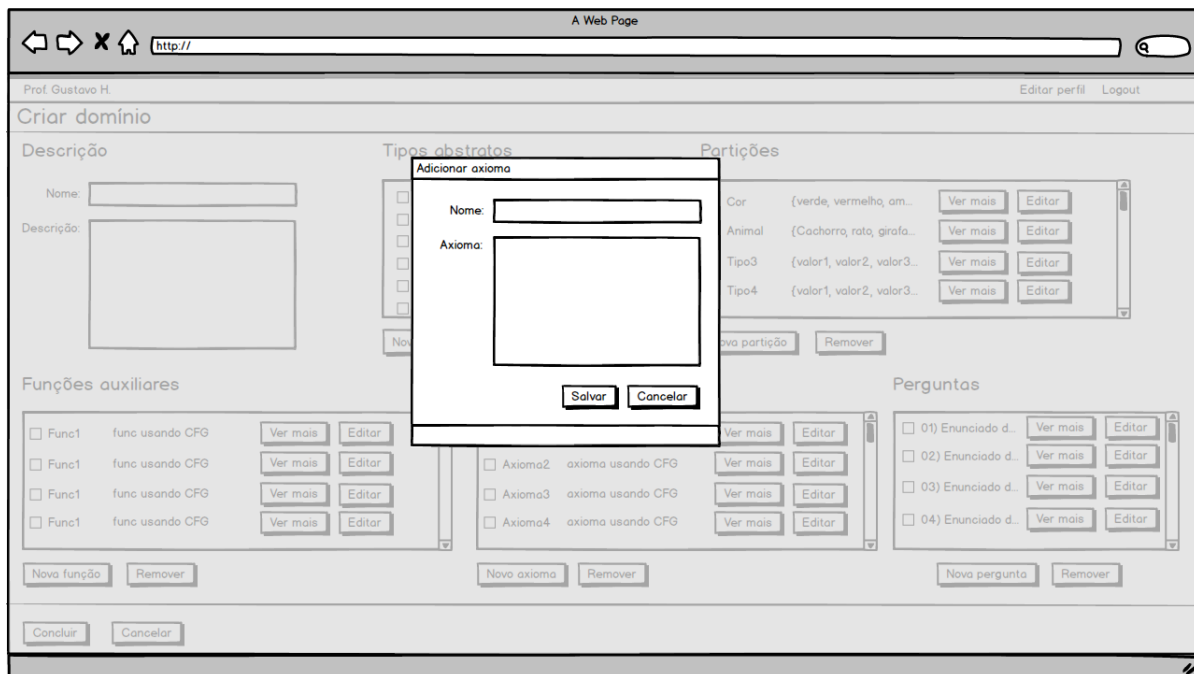 A Web Page
http://
Prof. Gustavo H.
Editar perfil Logout
Criar domínio
Descrição
Nome:
Descrição:
Tipos abstratos
Partições
Cor {verde, vermelho, am... Ver mais Editar
Animal {Cachorro, rato, girafa... Ver mais Editar
Tipo3 {valor1, valor2, valor3... Ver mais Editar
Tipo4 {valor1, valor2, valor3... Ver mais Editar
Remover
Adicionar axioma
Nome:
Axioma:
Salvar Cancelar
Funções auxiliares
Func1 func usando CFG Ver mais Editar
Func1 func usando CFG Ver mais Editar
Func1 func usando CFG Ver mais Editar
Func1 func usando CFG Ver mais Editar
Nova função Remover
Ver mais Editar
Axioma2 axioma usando CFG Ver mais Editar
Axioma3 axioma usando CFG Ver mais Editar
Axioma4 axioma usando CFG Ver mais Editar
Novo axioma Remover
Perguntas
01) Enunciado d... Ver mais Editar
02) Enunciado d... Ver mais Editar
03) Enunciado d... Ver mais Editar
04) Enunciado d... Ver mais Editar
Nova pergunta Remover
Concluir Cancelar